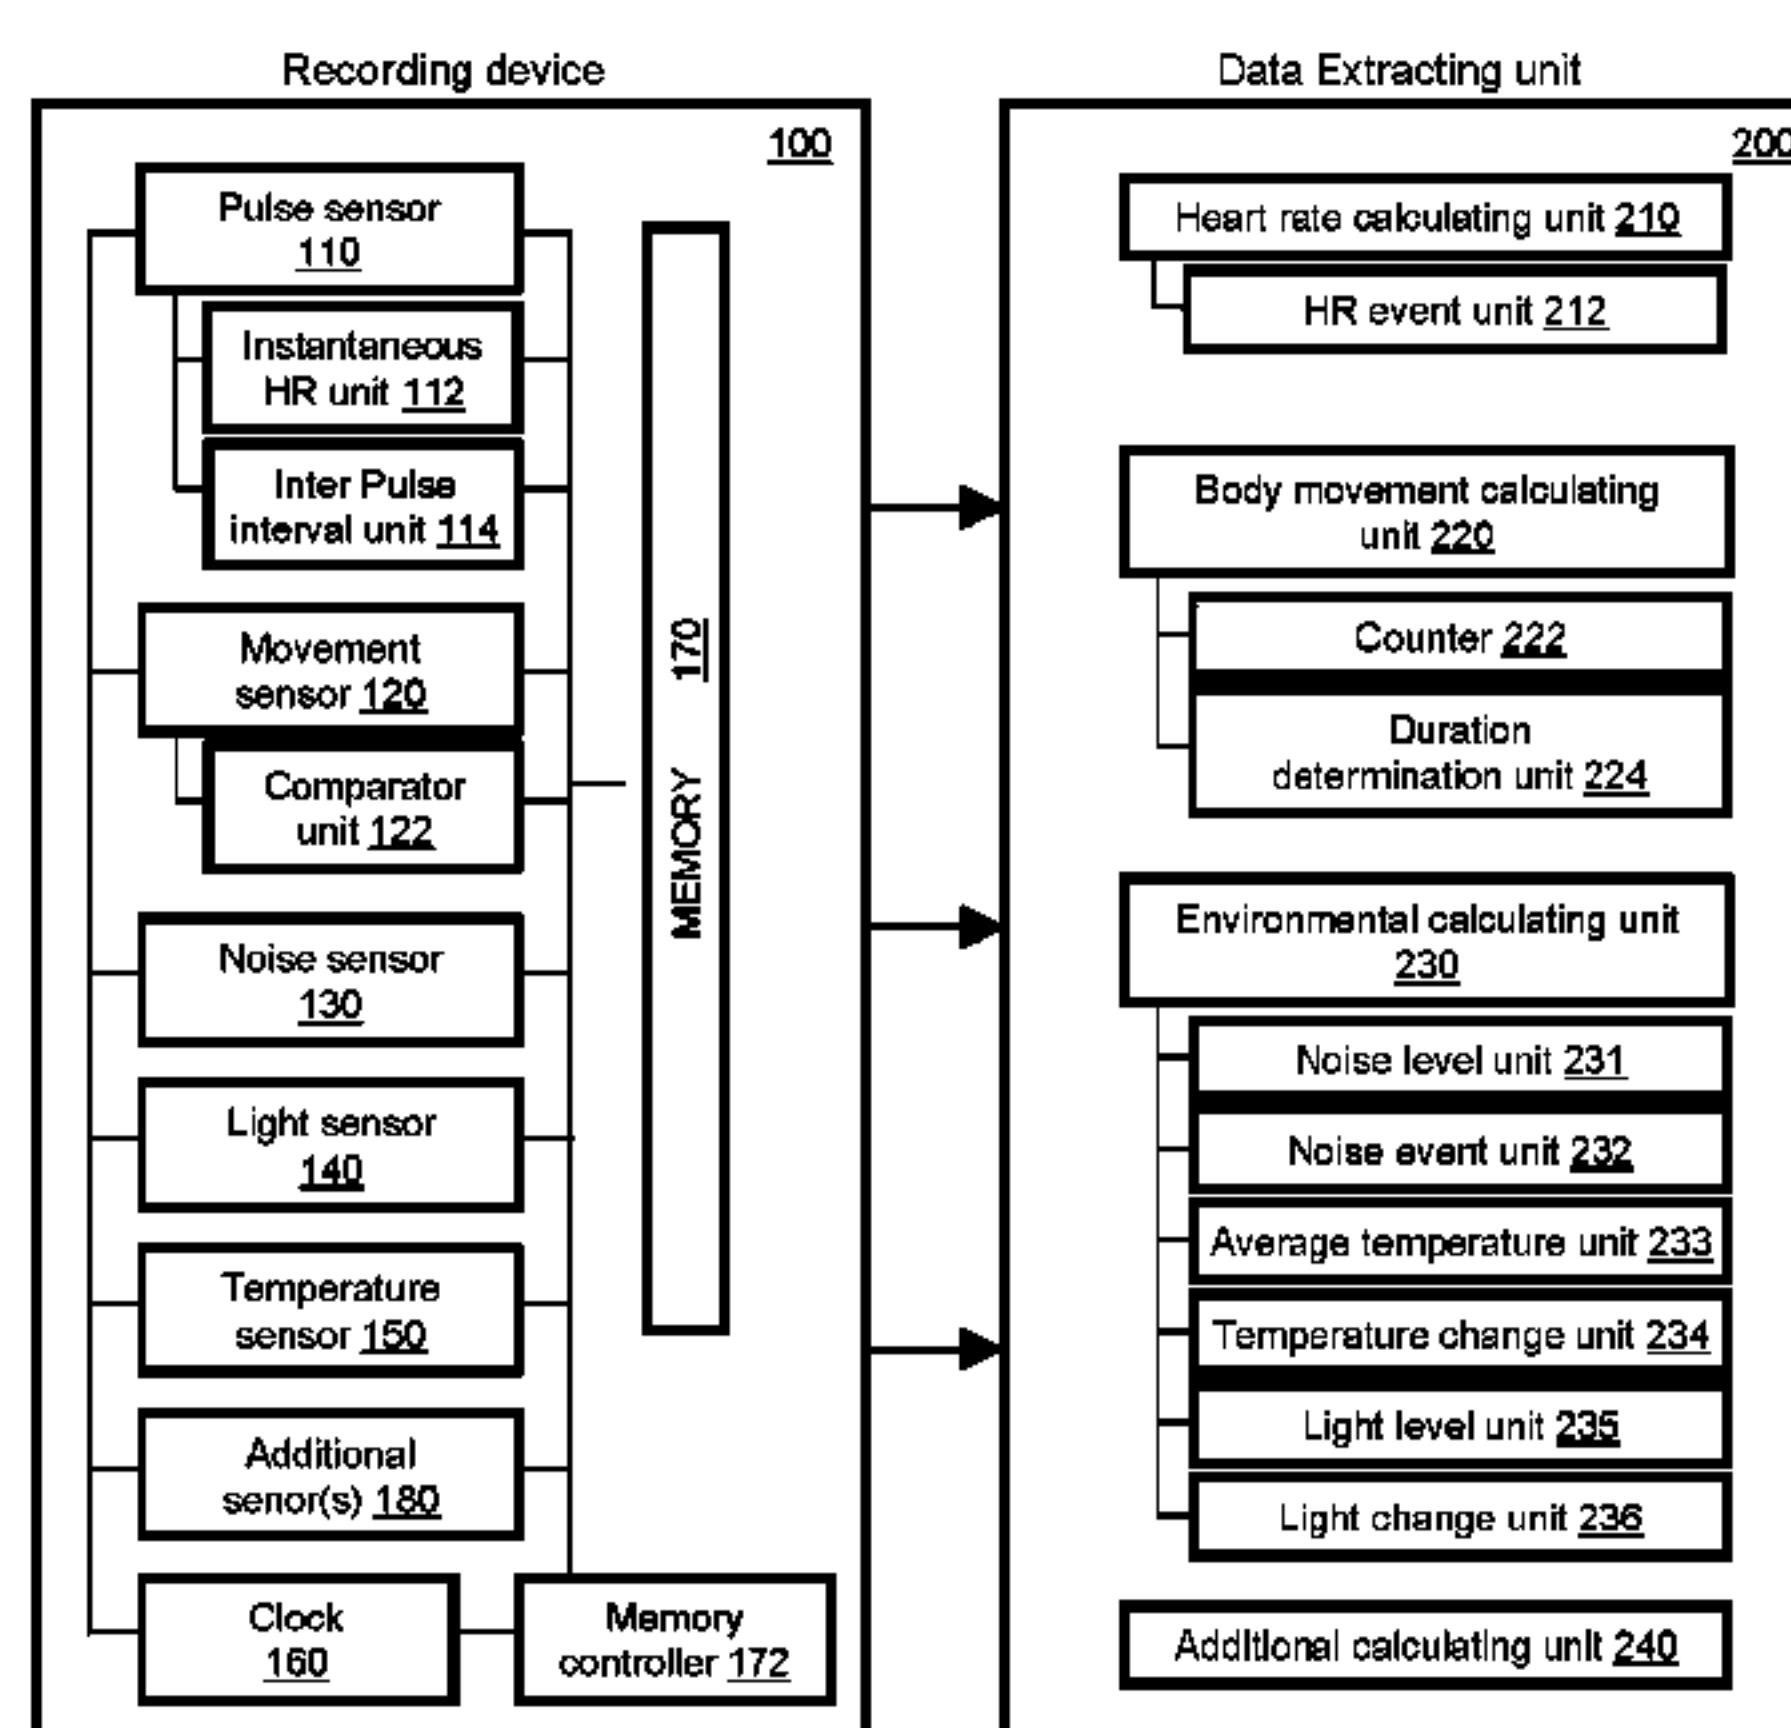 Recording device
100
Pulse sensor
110
Instantaneous
HR unit 112
Inter Pulse
interval unit 114
Movement
sensor 120
Comparator
unit 122
Noise sensor
130
Light sensor
140
Temperature
sensor 150
Additional
senor(s) 180
Clock
160
Memory
controller 172
MEMORY 170
Data Extracting unit
200
Heart rate calculating unit 210
HR event unit 212
Body movement calculating
unit 220
Counter 222
Duration
determination unit 224
Environmental calculating unit
230
Noise level unit 231
Noise event unit 232
Average temperature unit 233
Temperature change unit 234
Light level unit 235
Light change unit 236
Additional calculating unit 240